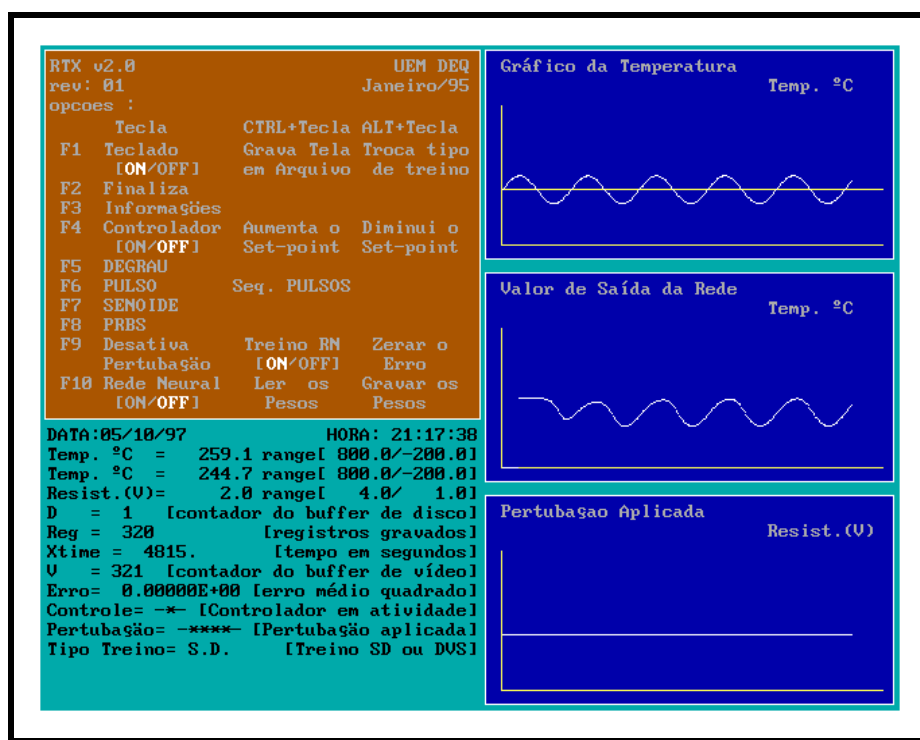 RTX v2.0 UEM DEQ
rev: 01 Janeiro/95
opcoes :
Tecla CTRL+Tecla ALT+Tecla
F1 Teclado Grava Tela Troca tipo
[ON/OFF] em Arquivo de treino
F2 Finaliza
F3 Informações
F4 Controlador Aumenta o Diminui o
[ON/OFF] Set-point Set-point
F5 DEGRAU
F6 PULSO Seq. PULSOS
F7 SENOIDE
F8 PRBS
F9 Desativa Treino RN Zerar o
Pertubação [ON/OFF] Erro
F10 Rede Neural Ler os Gravar os
[ON/OFF] Pesos Pesos
DATA:05/10/97 HORA: 21:17:38
Temp. ºC = 259.1 range[ 800.0/-200.0]
Temp. ºC = 244.7 range[ 800.0/-200.0]
Resist.(V)= 2.0 range[ 4.0/ 1.0]
D = 1 [contador do buffer de disco]
Reg = 320 [registros gravados]
Xtime = 4815. [tempo em segundos]
V = 321 [contador do buffer de vídeo]
Erro= 0.00000E+00 [erro médio quadrado]
Controle= -*- [Controlador em atividade]
Pertubação= -****- [Pertubação aplicada]
Tipo Treino= S.D. [Treino SD ou DVS]
Gráfico da Temperatura
Temp. ºC
Valor de Saída da Rede
Temp. ºC
Pertubaçao Aplicada
Resist.(V)